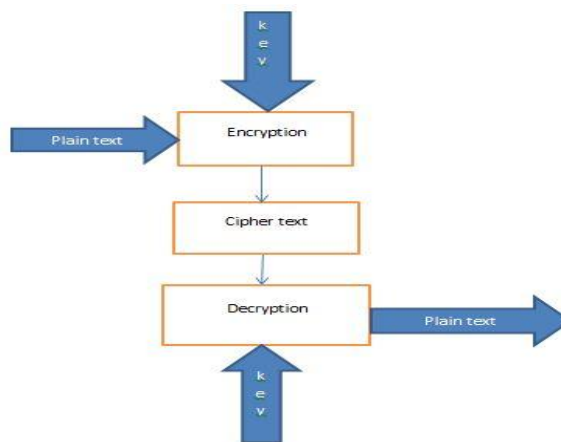 k
e
y
Encryption
Plain text
Cipher text
Decryption
Plain text
k
e
y